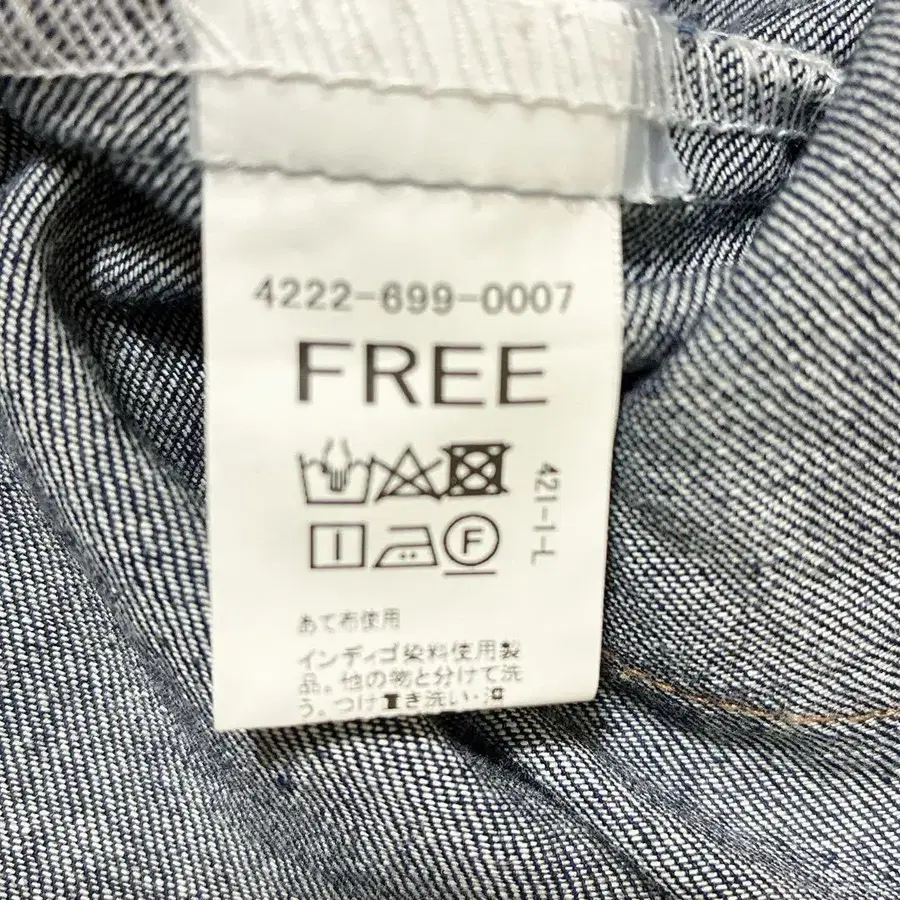 4222-699-0007
FREE
421-1-L
F
あて布使用
インディゴ染料使用製
品。他の物と分けて洗
う。つけ置き洗い・